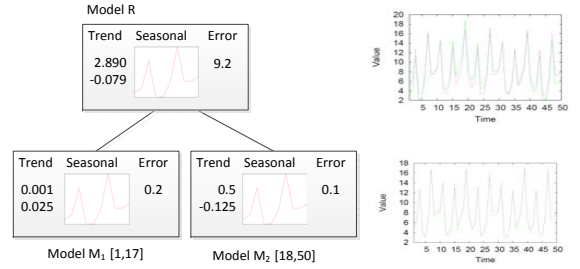 Model R
Trend Seasonal Error
2.890
-0.079
9.2
Trend Seasonal Error
0.001
0.025
0.2
Model M₁ [1,17]
Trend Seasonal Error
0.5
-0.125
0.1
Model M₂ [18,50]
20
18
16
14
12
10
8
6
4
2
Value
5 10 15 20 25 30 35 40 45 50
Time
18
16
14
12
10
8
6
4
2
Value
5 10 15 20 25 30 35 40 45 50
Time